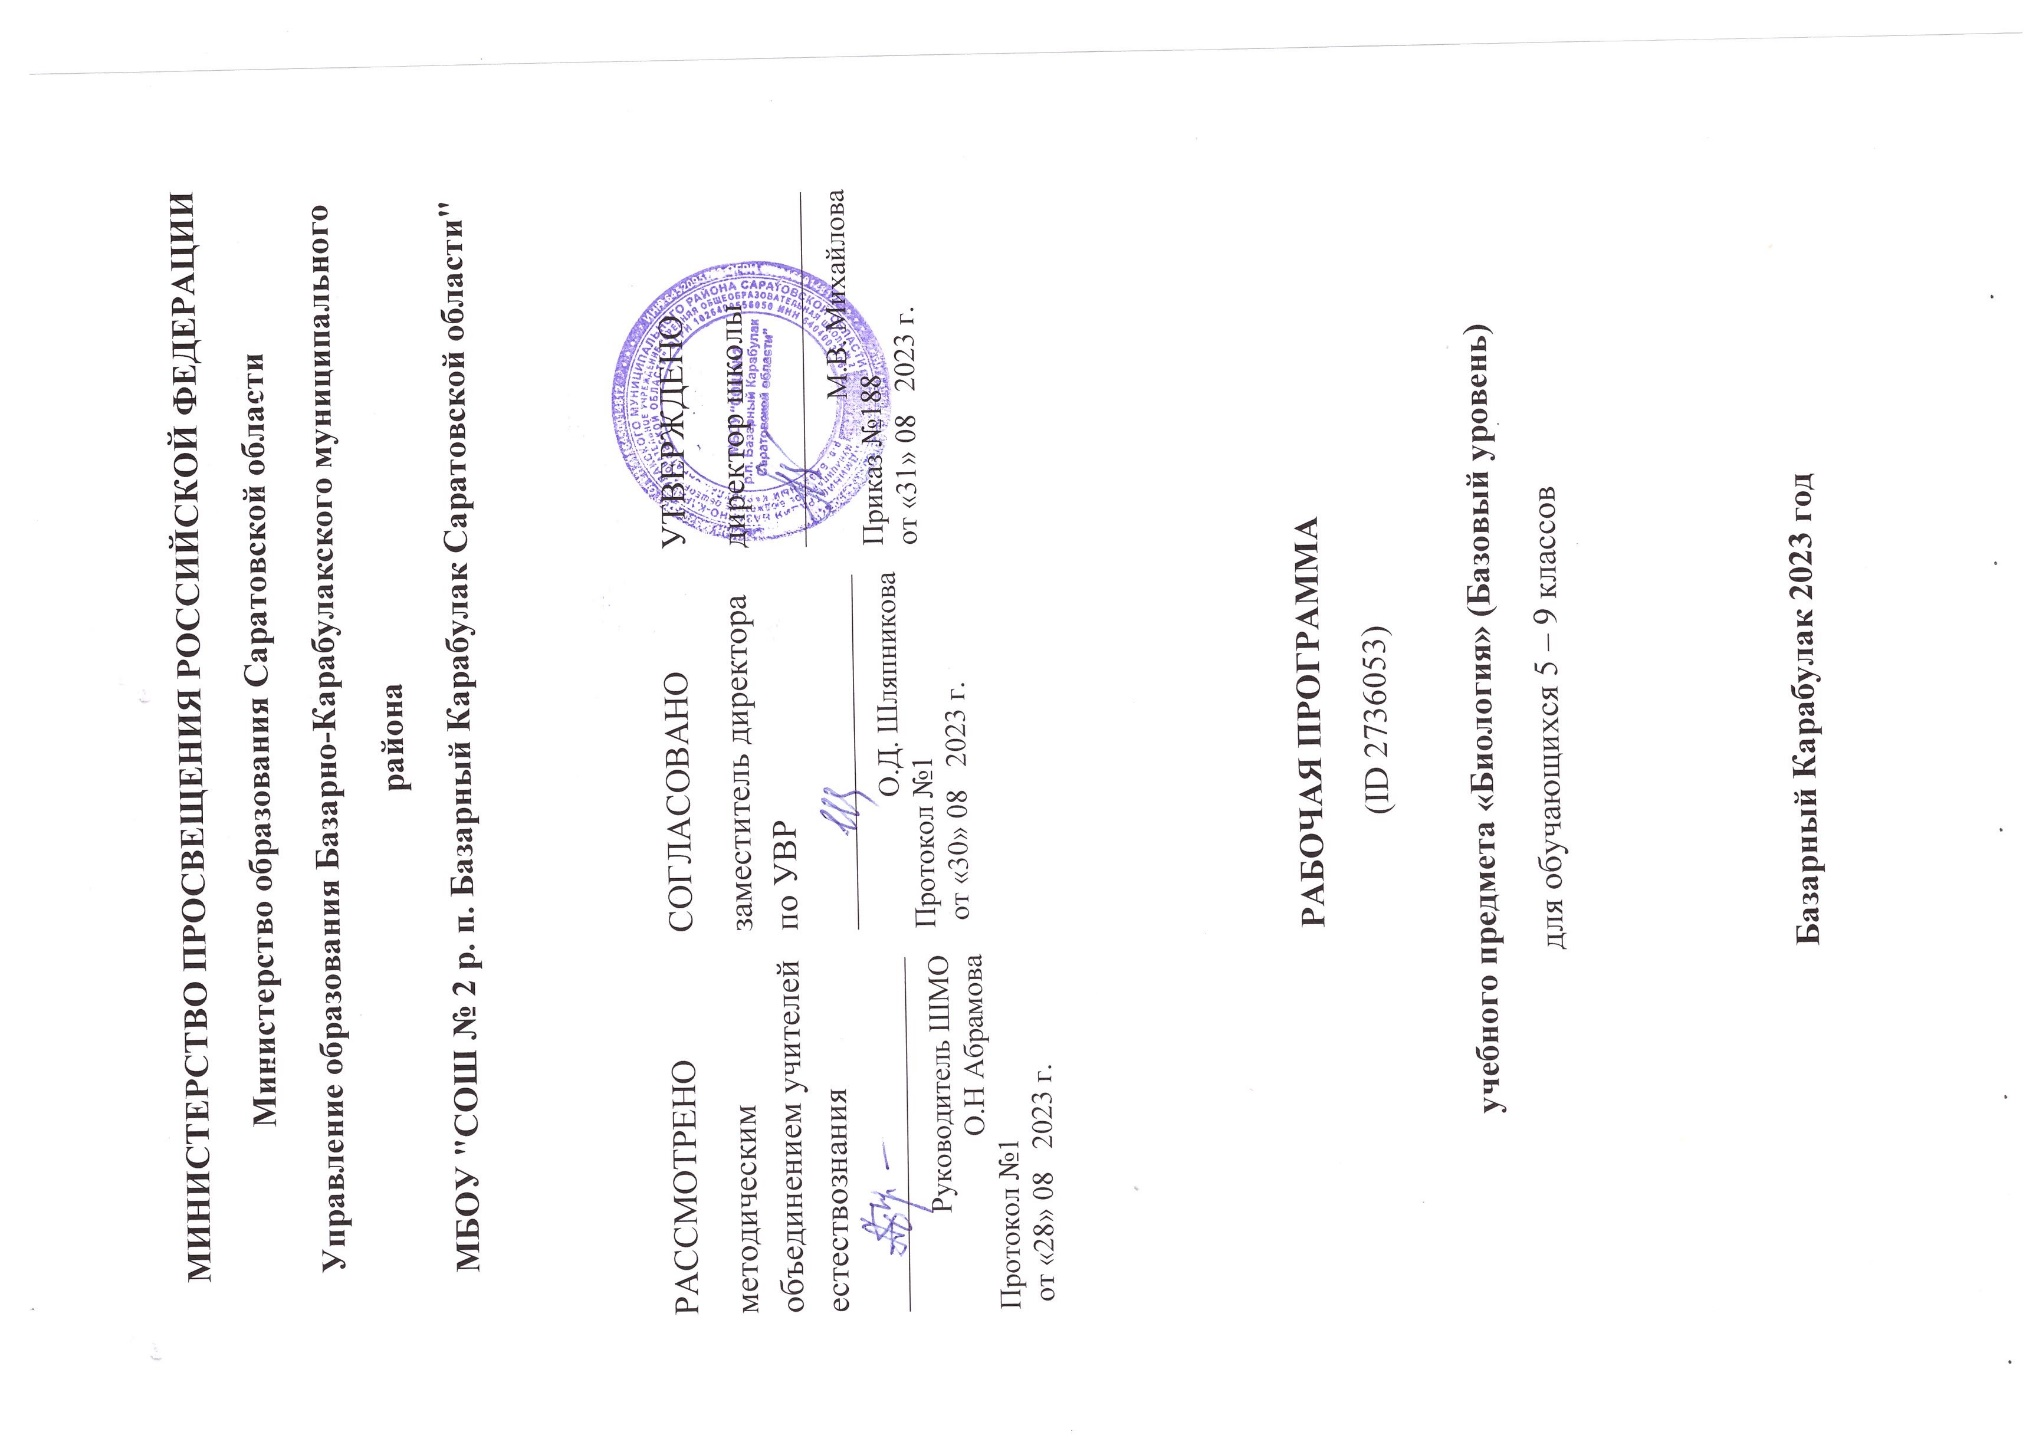 МИНИСТЕРСТВО ПРОСВЕЩЕНИЯ РОССИЙСКОЙ ФЕДЕРАЦИИ
Министерство образования Саратовской области
Управление образования Базарно-Карабулакского муниципального
района
МБОУ "СОШ № 2 р. п. Базарный Карабулак Саратовской области"
РАССМОТРЕНО
методическим
объединением учителей
естествознания
Руководитель ШМО
О.Н Абрамова
Протокол №1
от «28» 08 2023 г.
СОГЛАСОВАНО
заместитель директора
по УВР
О.Д. Шляпникова
Протокол №1
от «30» 08 2023 г.
УТВЕРЖДЕНО
директор школы
М.В. Михайлова
Приказ №188
от «31» 08 2023 г.
р.п. Базарный Карабулак
Саратовской области"
РАБОЧАЯ ПРОГРАММА
(ID 2736053)
учебного предмета «Биология» (Базовый уровень)
для обучающихся 5 – 9 классов
Базарный Карабулак 2023 год